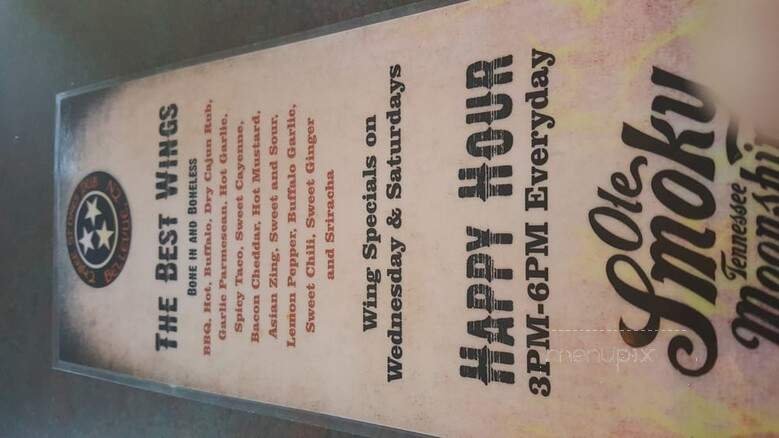 THE BEST WINGS
BONE IN AND BONELESS
BBQ, Hot, Buffalo, Dry Cajun Rub,
Garlic Parmesean, Hot Garlic,
Spicy Taco, Sweet Cayenne,
Bacon Cheddar, Hot Mustard,
Asian Zing, Sweet and Sour,
Lemon Pepper, Buffalo Garlic,
Sweet Chili, Sweet Ginger
and Sriracha
Wing Specials on
Wednesday & Saturdays
HAPPY HOUR
3PM-6PM Everyday
Ole
Smoky
Tennessee
menupix